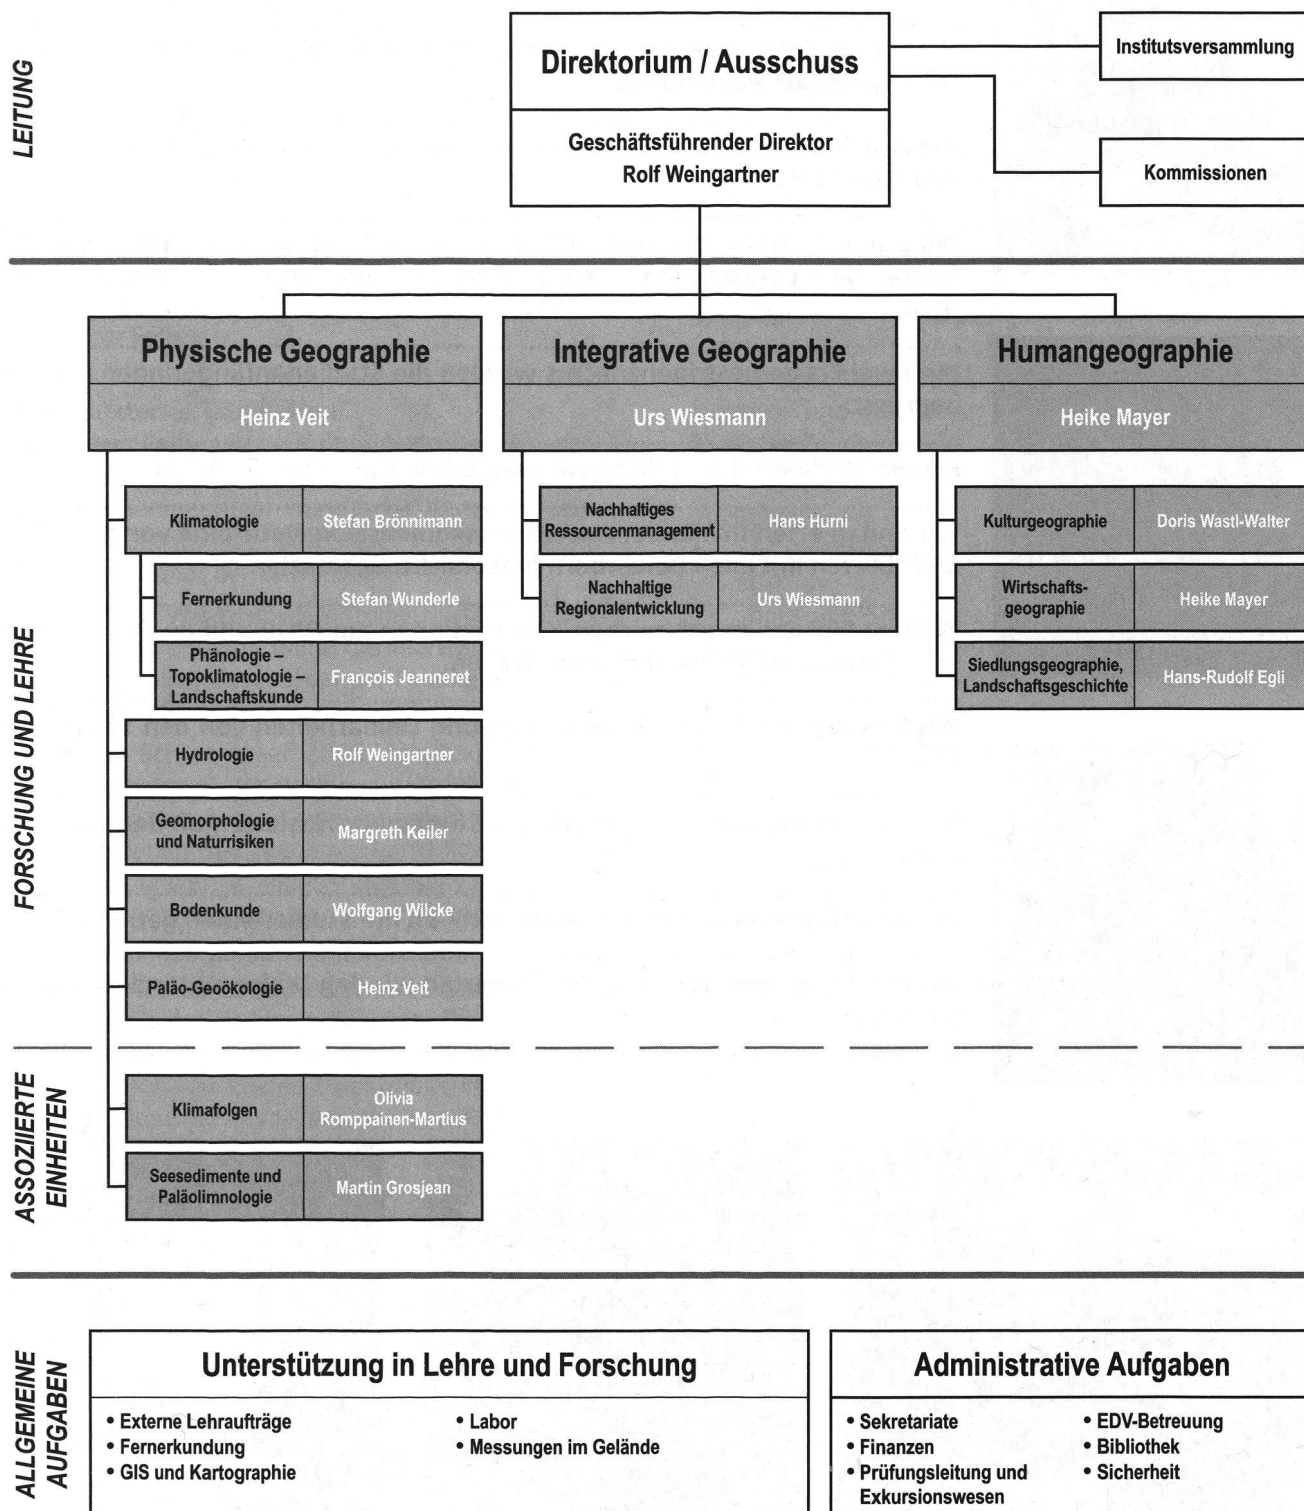 LEITUNG
Direktorium / Ausschuss
Geschäftsführender Direktor
Rolf Weingartner
Institutsversammlung
Kommissionen
FORSCHUNG UND LEHRE
Physische Geographie
Heinz Veit
Klimatologie
Stefan Brönnimann
Fernerkundung
Stefan Wunderle
Phänologie –
Topoklimatologie –
Landschaftskunde
François Jeanneret
Hydrologie
Rolf Weingartner
Geomorphologie
und Naturrisiken
Margreth Keiler
Bodenkunde
Wolfgang Wilcke
Paläo-Geoökologie
Heinz Veit
Integrative Geographie
Urs Wiesmann
Nachhaltiges
Ressourcenmanagement
Hans Hurni
Nachhaltige
Regionalentwicklung
Urs Wiesmann
Humangeographie
Heike Mayer
Kulturgeographie
Doris Wastl-Walter
Wirtschafts-
geographie
Heike Mayer
Siedlungsgeographie,
Landschaftsgeschichte
Hans-Rudolf Egli
ASSOZIIERTE
EINHEITEN
Klimafolgen
Olivia
Romppainen-Martius
Seesedimente und
Paläolimnologie
Martin Grosjean
ALLGEMEINE
AUFGABEN
Unterstützung in Lehre und Forschung
• Externe Lehraufträge
• Fernerkundung
• GIS und Kartographie
• Labor
• Messungen im Gelände
Administrative Aufgaben
• Sekretariate
• Finanzen
• Prüfungsleitung und
Exkursionswesen
• EDV-Betreuung
• Bibliothek
• Sicherheit